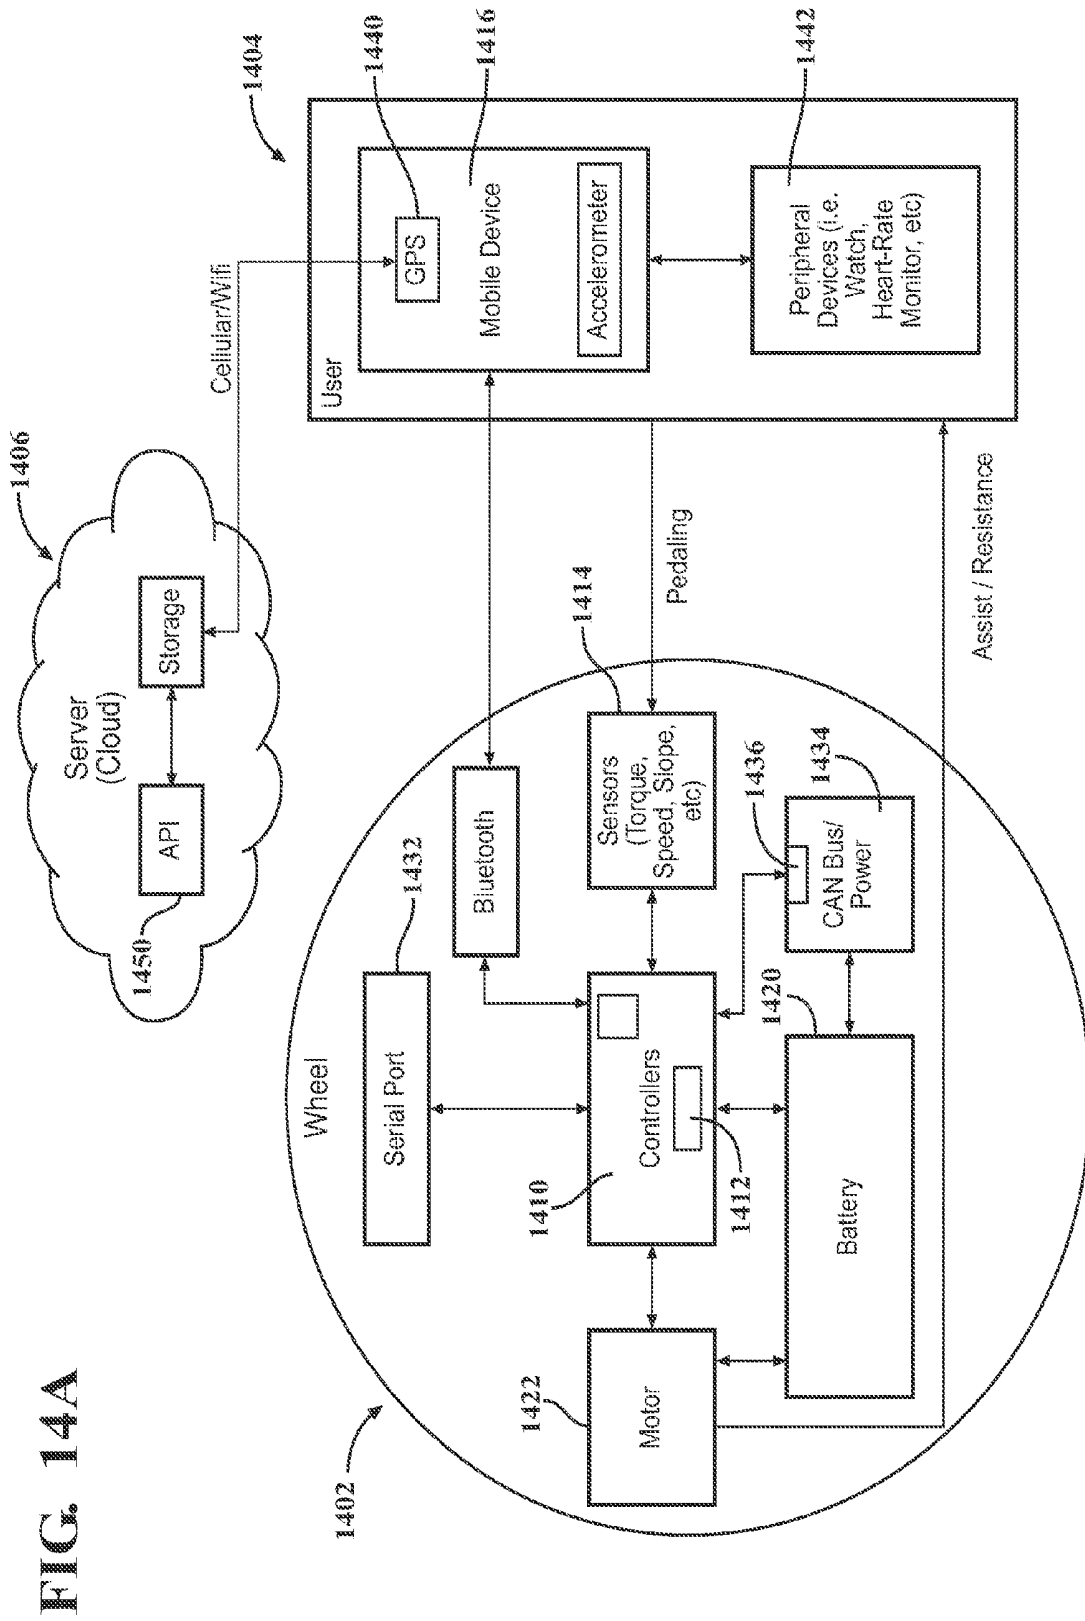 FIG. 14A
1406
Server
(Cloud)
API
Storage
1450
Cellular/Wifi
1404
User
GPS
1440
Mobile Device
1416
Accelerometer
Peripheral
Devices (i.e.
Watch,
Heart-Rate
Monitor, etc)
1442
1402
Wheel
Serial Port
1432
Bluetooth
Controllers
1410
1412
Sensors
(Torque,
Speed, Slope,
etc)
1414
Pedaling
Motor
1422
Battery
1420
CAN Bus/
Power
1436
1434
Assist / Resistance